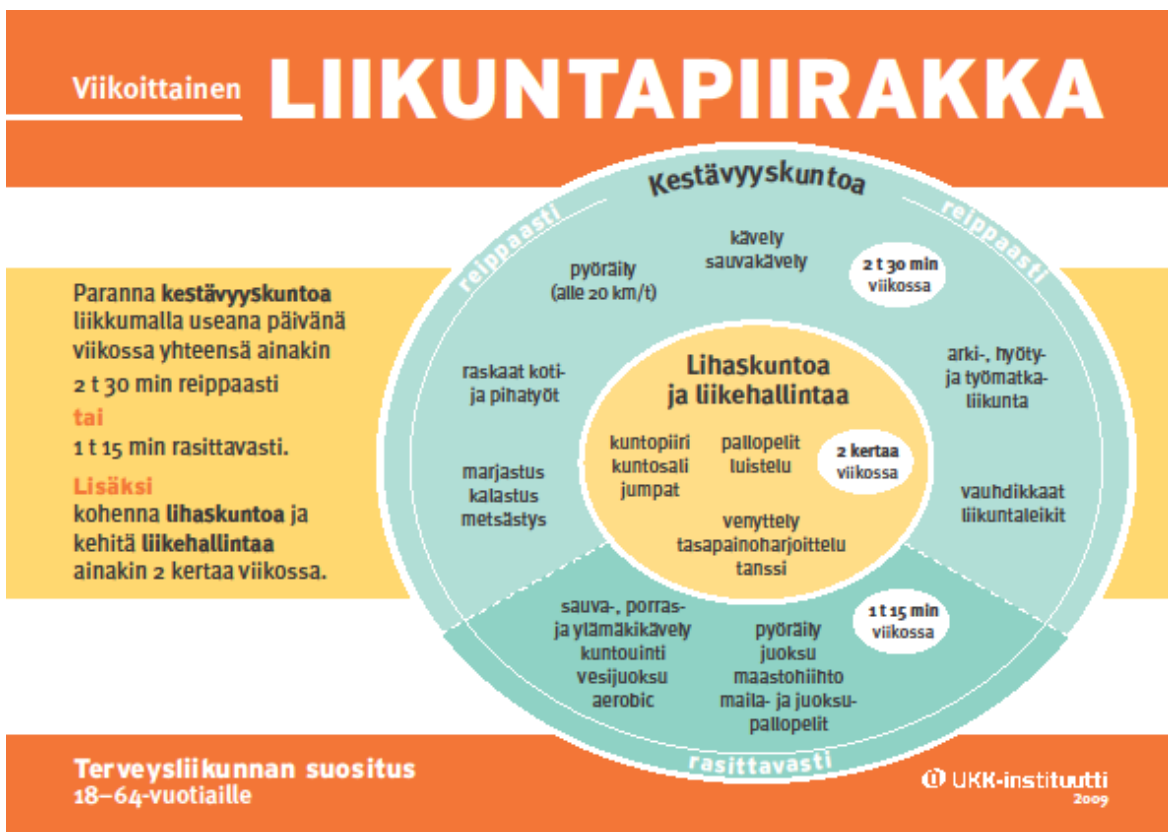 Viikoittainen LIIKUNTAPIIRAKKA
Paranna kestävyyskuntoa
liikkumalla useana päivänä
viikossa yhteensä ainakin
2 t 30 min reippaasti
tai
1 t 15 min rasittavasti.
Lisäksi
kohenna lihaskuntoa ja
kehitä liikehallintaa
ainakin 2 kertaa viikossa.
Kestävyyskuntoa
reippaasti
reippaasti
kävely
sauvakävely
2 t 30 min
viikossa
pyöräily
(alle 20 km/t)
raskaat koti-
ja pihatyöt
marjastus
kalastus
metsästys
arki-, hyöty-
ja työmatka-
liikunta
vauhdikkaat
liikuntaleikit
Lihaskuntoa
ja liikehallintaa
kuntopiiri
kuntosali
jumpat
pallopelit
luistelu
2 kertaa
viikossa
venyttely
tasapainoharjoittelu
tanssi
sauva-, porras-
ja ylämäkikävely
kuntouinti
vesijuoksu
aerobic
pyöräily
juoksu
maastohiihto
maila- ja juoksu-
pallopelit
1 t 15 min
viikossa
rasittavasti
Terveysliikunnan suositus
18–64-vuotiaille
UKK-instituutti
2009